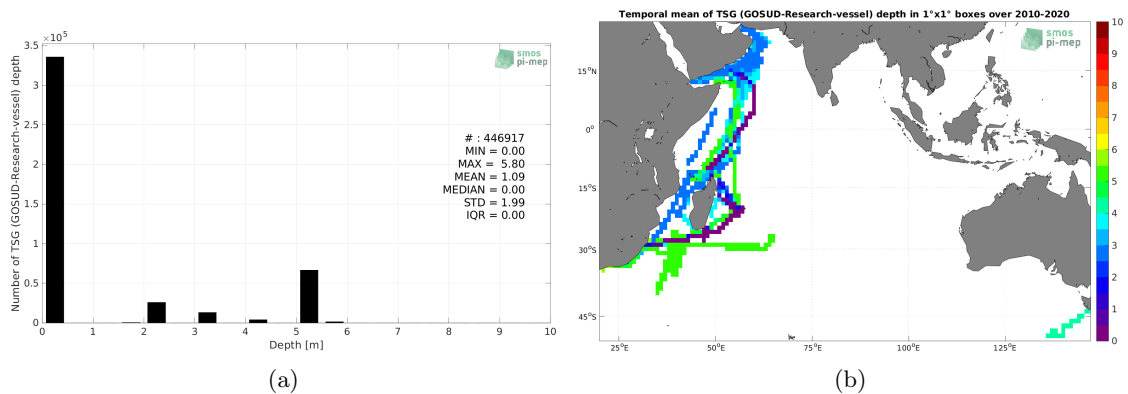 ×10⁵
3.5
3
2.5
2
1.5
1
0.5
0
Number of TSG (GOSUD-Research-vessel) depth
smos
pi-mep
# : 446917
MIN = 0.00
MAX = 5.80
MEAN = 1.09
MEDIAN = 0.00
STD = 1.99
IQR = 0.00
0 1 2 3 4 5 6 7 8 9 10
Depth [m]
(a)
Temporal mean of TSG (GOSUD-Research-vessel) depth in 1°x1° boxes over 2010-2020
smos
pi-mep
15°N
0°
15°S
30°S
45°S
25°E 50°E 75°E 100°E 125°E
10
9
8
7
6
5
4
3
2
1
0
(b)